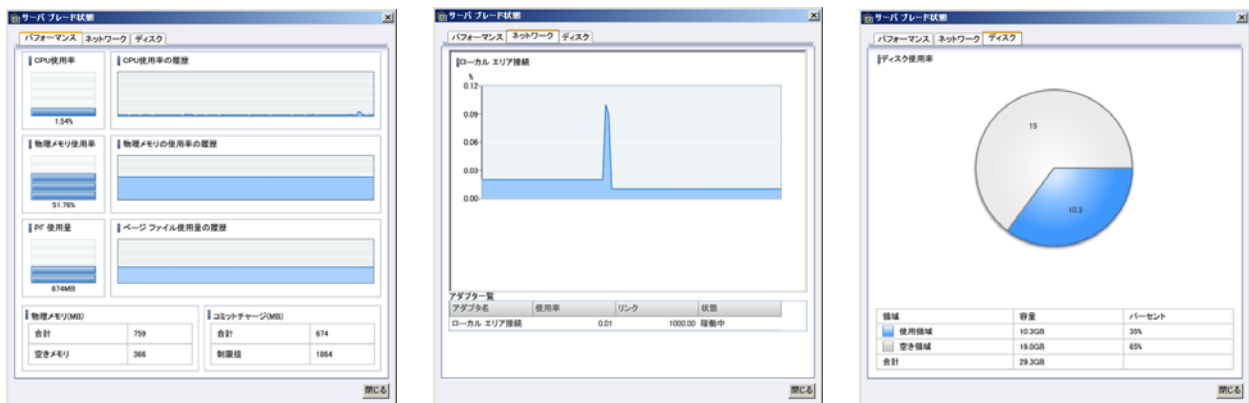 サーバ ブレード状態
パフォーマンス ネットワーク ディスク
CPU使用率 CPU使用率の履歴
1.54%
物理メモリ使用率 物理メモリの使用率の履歴
51.76%
PF 使用量 ページ ファイル使用量の履歴
674MB
物理メモリ(MB) コミットチャージ(MB)
合計 759 合計 674
空きメモリ 366 制限値 1864
閉じる
サーバ ブレード状態
パフォーマンス ネットワーク ディスク
ローカル エリア接続
%
0.12
0.09
0.06
0.03
0.00
アダプター覧
アダプタ名 使用率 リンク 状態
ローカル エリア接続 0.01 1000.00 稼働中
閉じる
サーバ ブレード状態
パフォーマンス ネットワーク ディスク
ディスク使用率
19
10.3
領域 容量 パーセント
使用領域 10.3GB 35%
空き領域 19.0GB 65%
合計 29.3GB
閉じる